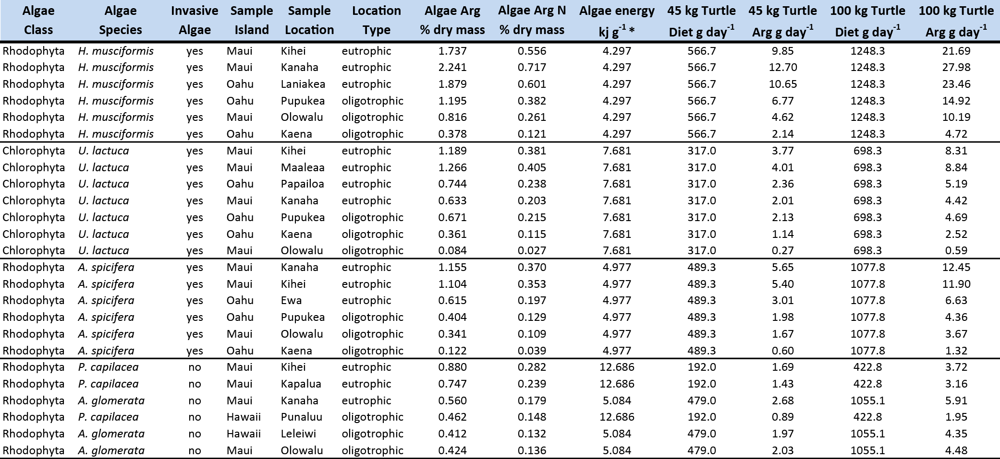 Algae Algae Invasive Sample Sample Location Algae Arg Algae Arg N Algae energy 45 kg Turtle 45 kg Turtle 100 kg Turtle 100 kg Turtle
Class Species Algae Island Location Type % dry mass % dry mass kj g⁻¹ * Diet g day⁻¹ Arg g day⁻¹ Diet g day⁻¹ Arg g day⁻¹
Rhodophyta H. musciformis yes Maui Kihei eutrophic 1.737 0.556 4.297 566.7 9.85 1248.3 21.69
Rhodophyta H. musciformis yes Maui Kanaha eutrophic 2.241 0.717 4.297 566.7 12.70 1248.3 27.98
Rhodophyta H. musciformis yes Oahu Laniakea eutrophic 1.879 0.601 4.297 566.7 10.65 1248.3 23.46
Rhodophyta H. musciformis yes Oahu Pupukea oligotrophic 1.195 0.382 4.297 566.7 6.77 1248.3 14.92
Rhodophyta H. musciformis yes Maui Olowalu oligotrophic 0.816 0.261 4.297 566.7 4.62 1248.3 10.19
Rhodophyta H. musciformis yes Oahu Kaena oligotrophic 0.378 0.121 4.297 566.7 2.14 1248.3 4.72
Chlorophyta U. lactuca yes Maui Kihei eutrophic 1.189 0.381 7.681 317.0 3.77 698.3 8.31
Chlorophyta U. lactuca yes Maui Maaleaa eutrophic 1.266 0.405 7.681 317.0 4.01 698.3 8.84
Chlorophyta U. lactuca yes Oahu Papailoa eutrophic 0.744 0.238 7.681 317.0 2.36 698.3 5.19
Chlorophyta U. lactuca yes Maui Kanaha eutrophic 0.633 0.203 7.681 317.0 2.01 698.3 4.42
Chlorophyta U. lactuca yes Oahu Pupukea oligotrophic 0.671 0.215 7.681 317.0 2.13 698.3 4.69
Chlorophyta U. lactuca yes Oahu Kaena oligotrophic 0.361 0.115 7.681 317.0 1.14 698.3 2.52
Chlorophyta U. lactuca yes Maui Olowalu oligotrophic 0.084 0.027 7.681 317.0 0.27 698.3 0.59
Rhodophyta A. spicifera yes Maui Kanaha eutrophic 1.155 0.370 4.977 489.3 5.65 1077.8 12.45
Rhodophyta A. spicifera yes Maui Kihei eutrophic 1.104 0.353 4.977 489.3 5.40 1077.8 11.90
Rhodophyta A. spicifera yes Oahu Ewa eutrophic 0.615 0.197 4.977 489.3 3.01 1077.8 6.63
Rhodophyta A. spicifera yes Oahu Pupukea oligotrophic 0.404 0.129 4.977 489.3 1.98 1077.8 4.36
Rhodophyta A. spicifera yes Maui Olowalu oligotrophic 0.341 0.109 4.977 489.3 1.67 1077.8 3.67
Rhodophyta A. spicifera yes Oahu Kaena oligotrophic 0.122 0.039 4.977 489.3 0.60 1077.8 1.32
Rhodophyta P. capilacea no Maui Kihei eutrophic 0.880 0.282 12.686 192.0 1.69 422.8 3.72
Rhodophyta P. capilacea no Maui Kapalua eutrophic 0.747 0.239 12.686 192.0 1.43 422.8 3.16
Rhodophyta A. glomerata no Maui Kanaha eutrophic 0.560 0.179 5.084 479.0 2.68 1055.1 5.91
Rhodophyta P. capilacea no Hawaii Punaluu oligotrophic 0.462 0.148 12.686 192.0 0.89 422.8 1.95
Rhodophyta A. glomerata no Hawaii Leleiwi oligotrophic 0.412 0.132 5.084 479.0 1.97 1055.1 4.35
Rhodophyta A. glomerata no Maui Olowalu oligotrophic 0.424 0.136 5.084 479.0 2.03 1055.1 4.48